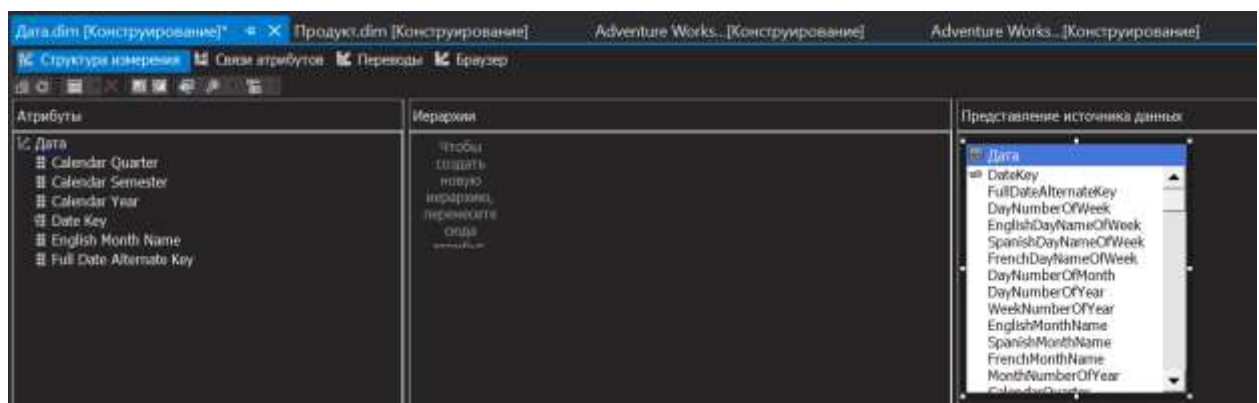 Дата.dim [Конструирование]* Продукт.dim [Конструирование] Adventure Works...[Конструирование] Adventure Works...[Конструирование]
Структура измерения Связи атрибутов Переводы Браузер
Атрибуты
Дата
Calendar Quarter
Calendar Semester
Calendar Year
Date Key
English Month Name
Full Date Alternate Key
Иерархии
Чтобы
создать
новую
иерархию,
перенесите
сюда
Представление источника данных
Дата
DateKey
FullDateAlternateKey
DayNumberOfWeek
EnglishDayNameOfWeek
SpanishDayNameOfWeek
FrenchDayNameOfWeek
DayNumberOfMonth
DayNumberOfYear
WeekNumberOfYear
EnglishMonthName
SpanishMonthName
FrenchMonthName
MonthNumberOfYear
CalendarQuarter